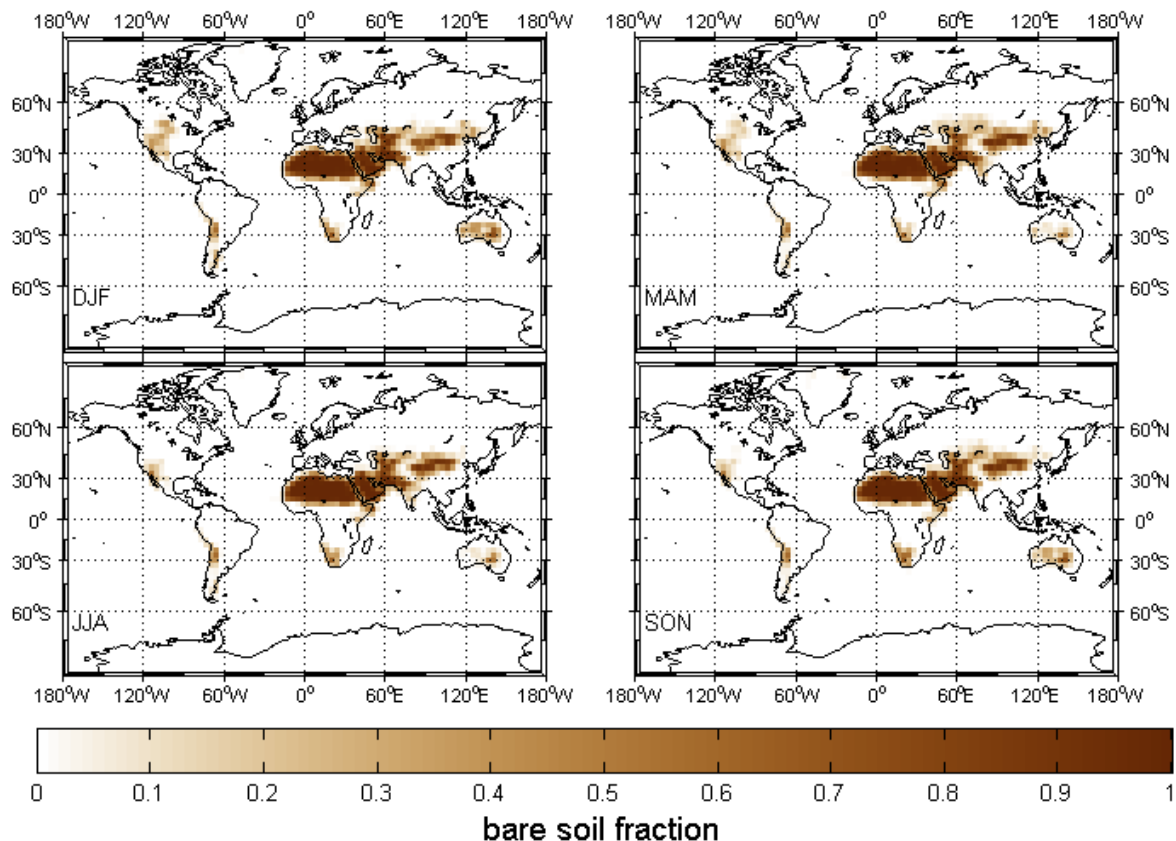 180°W 120°W 60°W 0° 60°E 120°E 180°W 180°W 120°W 60°W 0° 60°E 120°E 180°W
60°N 60°N
30°N 30°N
0° 0°
30°S 30°S
60°S 60°S
DJF MAM
60°N 60°N
30°N 30°N
0° 0°
30°S 30°S
60°S 60°S
JJA SON
180°W 120°W 60°W 0° 60°E 120°E 180°W 180°W 120°W 60°W 0° 60°E 120°E 180°W
0 0.1 0.2 0.3 0.4 0.5 0.6 0.7 0.8 0.9 1
bare soil fraction